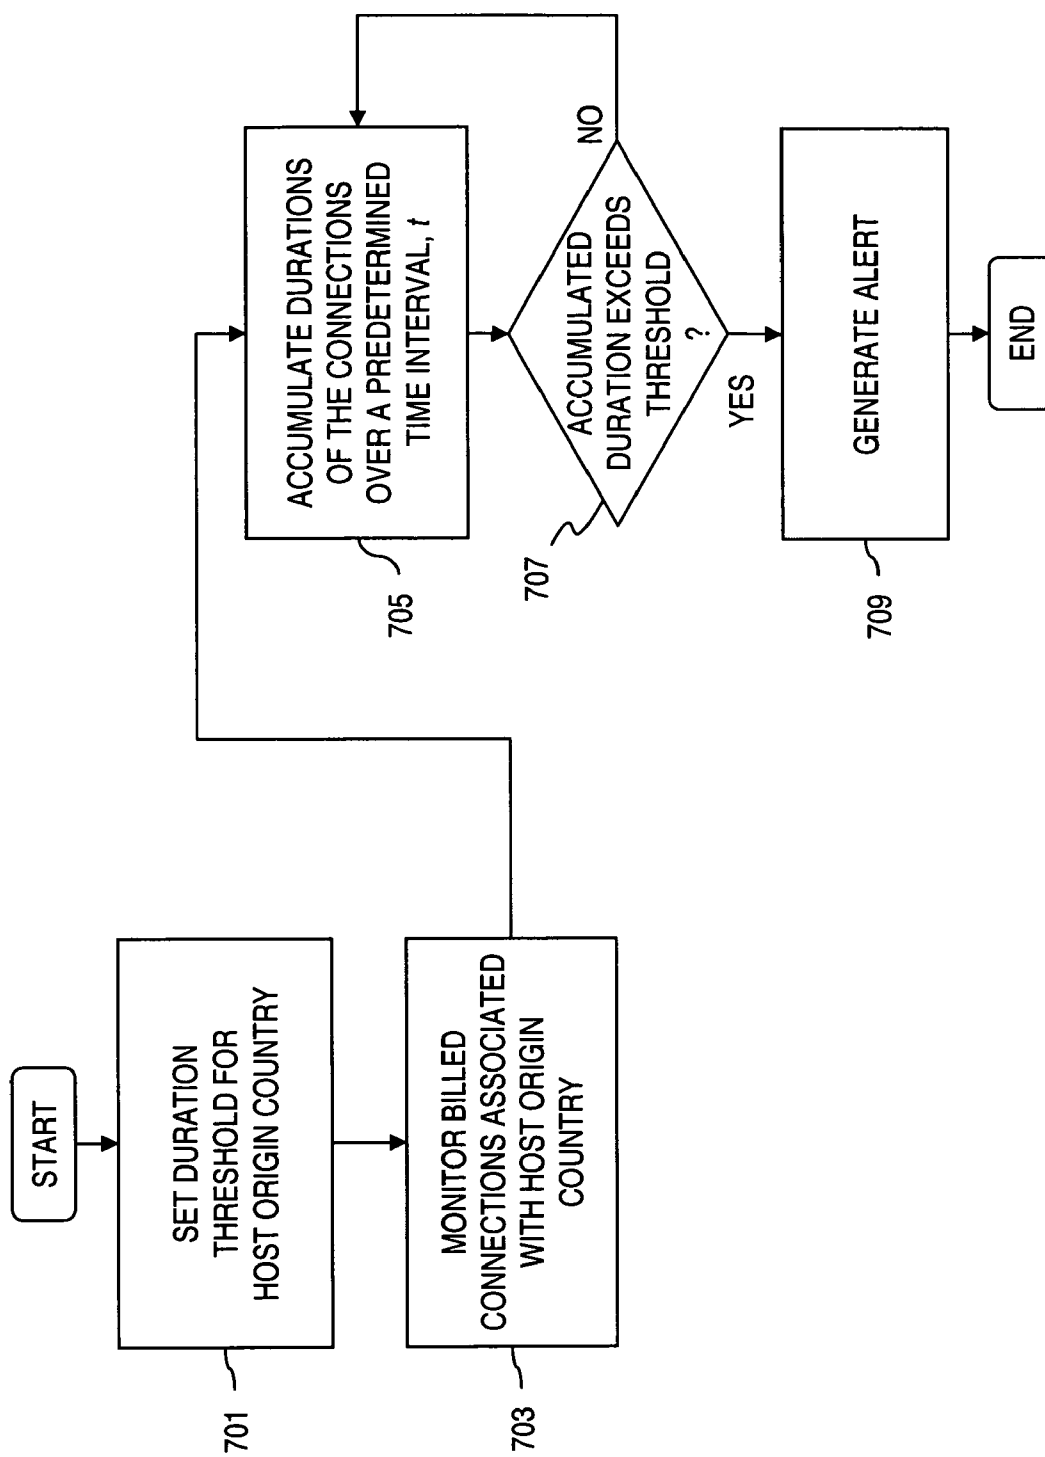 START
SET DURATION
THRESHOLD FOR
HOST ORIGIN COUNTRY
701
MONITOR BILLED
CONNECTIONS ASSOCIATED
WITH HOST ORIGIN
COUNTRY
703
ACCUMULATE DURATIONS
OF THE CONNECTIONS
OVER A PREDETERMINED
TIME INTERVAL, t
705
ACCUMULATED
DURATION EXCEEDS
THRESHOLD
?
707
NO
YES
GENERATE ALERT
709
END